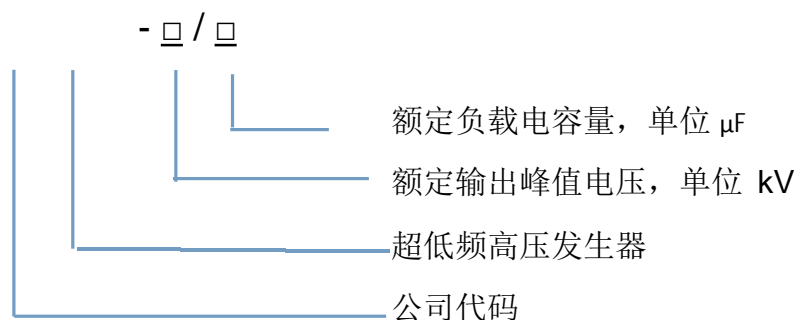 - □ / □
额定负载电容量，单位 μF
额定输出峰值电压，单位 kV
超低频高压发生器
公司代码